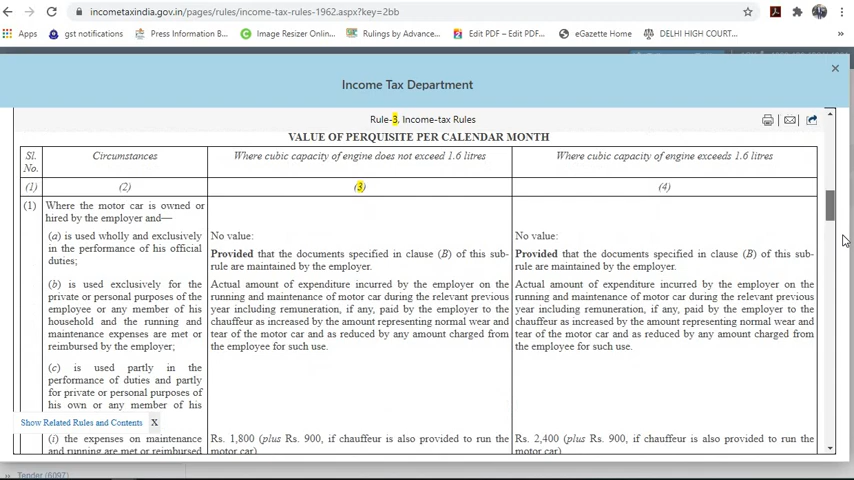 incometaxindia.gov.in/pages/rules/income-tax-rules-1962.aspx?key=2bb
Apps gst notifications Press Information B... Image Resizer Onlin... Rulings by Advance... Edit PDF – Edit PDF... eGazette Home DELHI HIGH COURT...
Income Tax Department
Rule-3, Income-tax Rules
VALUE OF PERQUISITE PER CALENDAR MONTH
Sl. No.
Circumstances
Where cubic capacity of engine does not exceed 1.6 litres
Where cubic capacity of engine exceeds 1.6 litres
(1) (2) (3) (4)
(1)
Where the motor car is owned or
hired by the employer and—
(a) is used wholly and exclusively
in the performance of his official
duties;
No value:
Provided that the documents specified in clause (B) of this sub-
rule are maintained by the employer.
No value:
Provided that the documents specified in clause (B) of this sub-
rule are maintained by the employer.
(b) is used exclusively for the
private or personal purposes of the
employee or any member of his
household and the running and
maintenance expenses are met or
reimbursed by the employer;
Actual amount of expenditure incurred by the employer on the
running and maintenance of motor car during the relevant previous
year including remuneration, if any, paid by the employer to the
chauffeur as increased by the amount representing normal wear and
tear of the motor car and as reduced by any amount charged from
the employee for such use.
Actual amount of expenditure incurred by the employer on the
running and maintenance of motor car during the relevant previous
year including remuneration, if any, paid by the employer to the
chauffeur as increased by the amount representing normal wear and
tear of the motor car and as reduced by any amount charged from
the employee for such use.
(c) is used partly in the
performance of duties and partly
for private or personal purposes of
his own or any member of his
Show Related Rules and Contents X
(i) the expenses on maintenance
and running are met or reimbursed
Rs. 1,800 (plus Rs. 900, if chauffeur is also provided to run the
motor car)
Rs. 2,400 (plus Rs. 900, if chauffeur is also provided to run the
motor car)
Tender (6097)